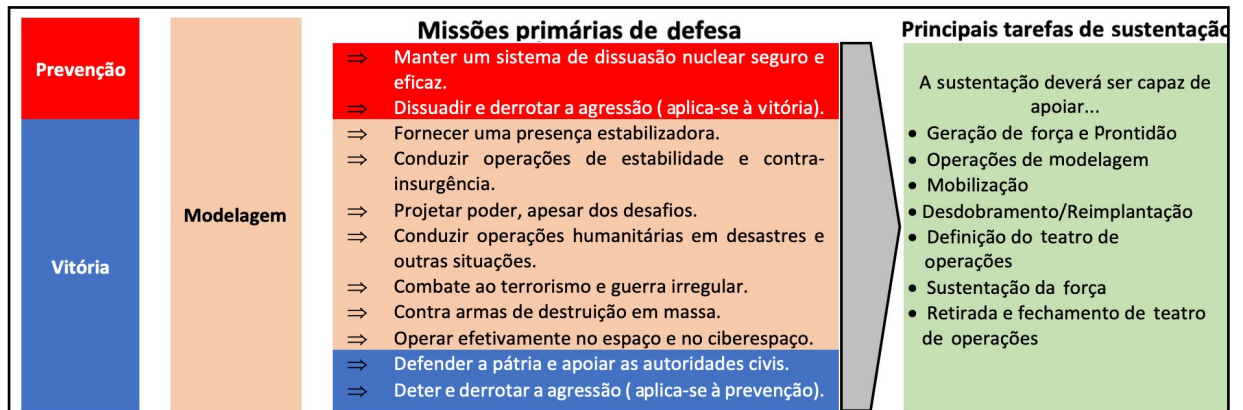 Missões primárias de defesa
Principais tarefas de sustentação
Prevenção
Vitória
Modelagem
⇒ Manter um sistema de dissuasão nuclear seguro e
eficaz.
⇒ Dissuadir e derrotar a agressão ( aplica-se à vitória).
⇒ Fornecer uma presença estabilizadora.
⇒ Conduzir operações de estabilidade e contra-
insurgência.
⇒ Projetar poder, apesar dos desafios.
⇒ Conduzir operações humanitárias em desastres e
outras situações.
⇒ Combate ao terrorismo e guerra irregular.
⇒ Contra armas de destruição em massa.
⇒ Operar efetivamente no espaço e no ciberespaço.
⇒ Defender a pátria e apoiar as autoridades civis.
⇒ Deter e derrotar a agressão ( aplica-se à prevenção).
A sustentação deverá ser capaz de
apoiar...
• Geração de força e Prontidão
• Operações de modelagem
• Mobilização
• Desdobramento/Reimplantação
• Definição do teatro de
operações
• Sustentação da força
• Retirada e fechamento de teatro
de operações